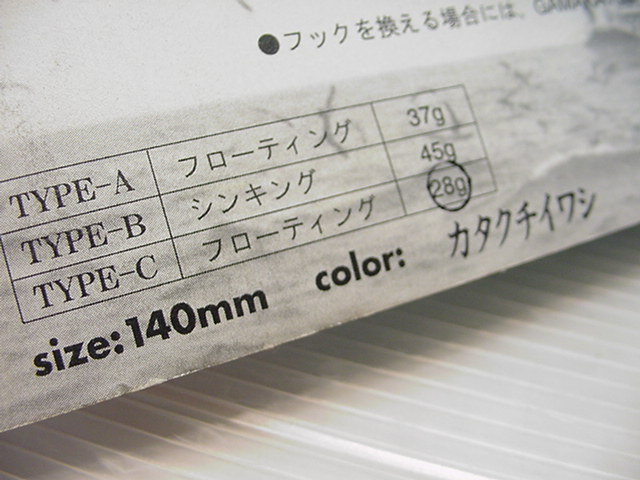 ●フックを換える場合には、GAMAKA
TYPE-A フローティング 37g
TYPE-B シンキング 45g
TYPE-C フローティング 28g
size:140mm color: カタクチイワシ